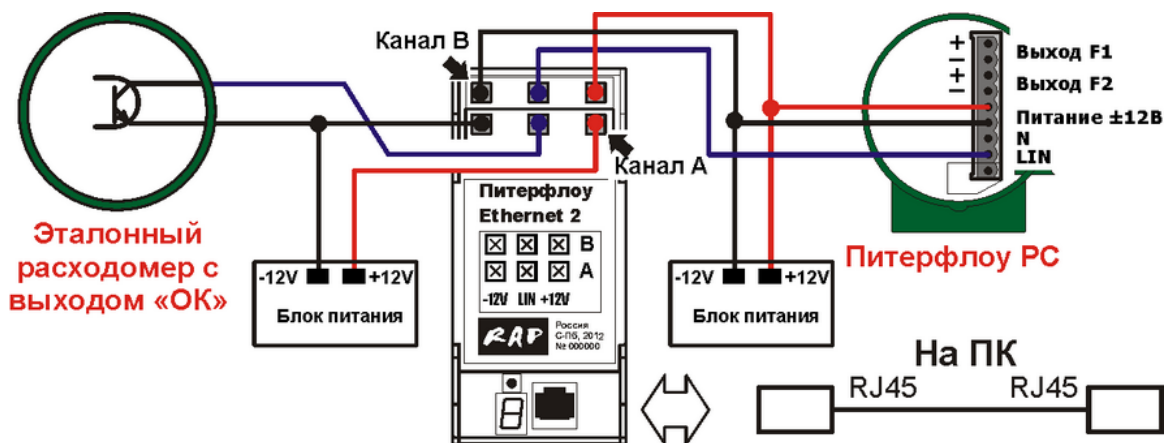 Канал В
Канал А
Эталонный
расходомер с
выходом «ОК»
-12V
+12V
Блок питания
Питерфлоу
Ethernet 2
В
А
-12V LIN +12V
RAP
Россия
С-Пб, 2012
№ 000000
8
-12V
+12V
Блок питания
+
-
+
-
Выход F1
Выход F2
Питание ±12В
N
LIN
Питерфлоу РС
На ПК
RJ45
RJ45